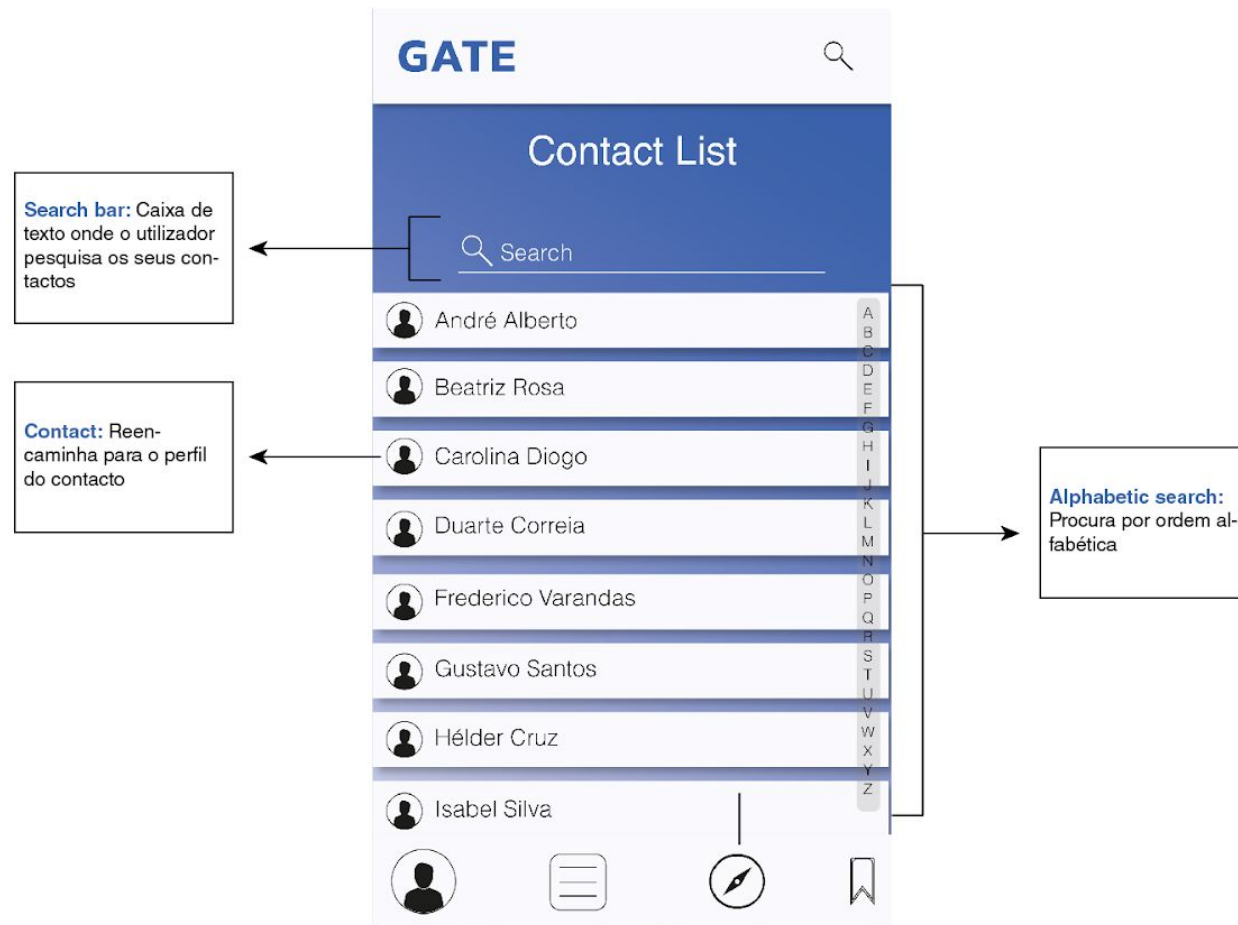 GATE
Contact List
Search bar: Caixa de
texto onde o utilizador
pesquisa os seus con-
tactos
Search
André Alberto
Beatriz Rosa
Contact: Reen-
caminha para o perfil
do contacto
Carolina Diogo
Duarte Correia
Frederico Varandas
Gustavo Santos
Hélder Cruz
Isabel Silva
A
B
C
D
E
F
G
H
I
J
K
L
M
N
O
P
Q
R
S
T
U
V
W
X
Y
Z
Alphabetic search:
Procura por ordem al-
fabética